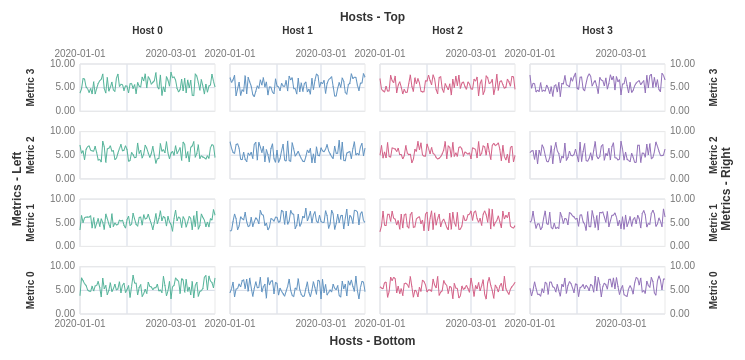 Hosts - Top
Host 0 Host 1 Host 2 Host 3
2020-01-01 2020-03-01 2020-01-01 2020-03-01 2020-01-01 2020-03-01 2020-01-01 2020-03-01
Metrics - Left
Metric 3 10.00 5.00 0.00
Metric 2 10.00 5.00 0.00
Metric 1 10.00 5.00 0.00
Metric 0 10.00 5.00 0.00
10.00 5.00 0.00 Metric 3
10.00 5.00 0.00 Metric 2
10.00 5.00 0.00 Metric 1
10.00 5.00 0.00 Metric 0
Metrics - Right
2020-01-01 2020-03-01 2020-01-01 2020-03-01 2020-01-01 2020-03-01 2020-01-01 2020-03-01
Hosts - Bottom